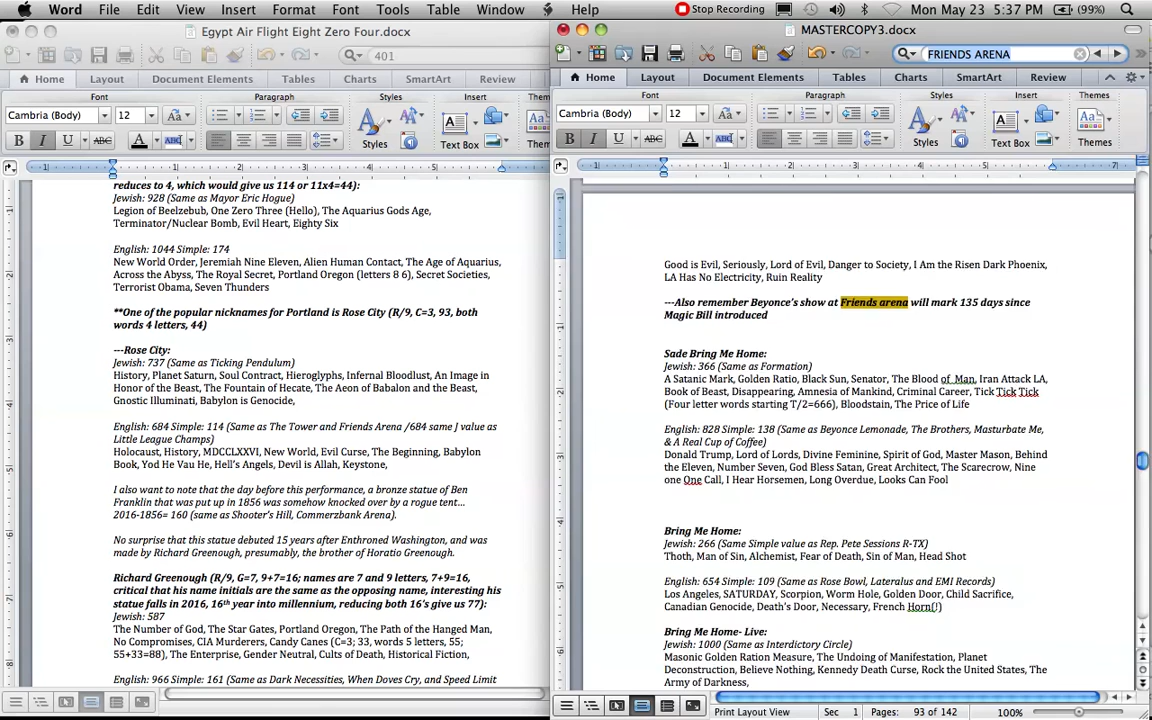 Word File Edit View Insert Format Font Tools Table Window Help Stop Recording Mon May 23 5:37 PM (99%)
Egypt Air Flight Eight Zero Four.docx
401
Home Layout Document Elements Tables Charts SmartArt Review
Font Paragraph Styles Insert Them
Cambria (Body) 12 Aa
B I U ABC A ABC Styles Text Box Themes
1 1 2 3 4 5
reduces to 4, which would give us 114 or 11x4=44):
Jewish: 928 (Same as Mayor Eric Hogue)
Legion of Beelzebub, One Zero Three (Hello), The Aquarius Gods Age,
Terminator/Nuclear Bomb, Evil Heart, Eighty Six
English: 1044 Simple: 174
New World Order, Jeremiah Nine Eleven, Alien Human Contact, The Age of Aquarius,
Across the Abyss, The Royal Secret, Portland Oregon (letters 8 6), Secret Societies,
Terrorist Obama, Seven Thunders
**One of the popular nicknames for Portland is Rose City (R/9, C=3, 93, both
words 4 letters, 44)
---Rose City:
Jewish: 737 (Same as Ticking Pendulum)
History, Planet Saturn, Soul Contract, Hieroglyphs, Infernal Bloodlust, An Image in
Honor of the Beast, The Fountain of Hecate, The Aeon of Babalon and the Beast,
Gnostic Illuminati, Babylon is Genocide,
English: 684 Simple: 114 (Same as The Tower and Friends Arena /684 same J value as
Little League Champs)
Holocaust, History, MDCCLXXVI, New World, Evil Curse, The Beginning, Babylon
Book, Yod He Vau He, Hell's Angels, Devil is Allah, Keystone,
I also want to note that the day before this performance, a bronze statue of Ben
Franklin that was put up in 1856 was somehow knocked over by a rogue tent...
2016-1856= 160 (same as Shooter's Hill, Commerzbank Arena).
No surprise that this statue debuted 15 years after Enthroned Washington, and was
made by Richard Greenough, presumably, the brother of Horatio Greenough.
Richard Greenough (R/9, G=7, 9+7=16; names are 7 and 9 letters, 7+9=16,
critical that his name initials are the same as the opposing name, interesting his
statue falls in 2016, 16th year into millennium, reducing both 16's give us 77):
Jewish: 587
The Number of God, The Star Gates, Portland Oregon, The Path of the Hanged Man,
No Compromises, CIA Murderers, Candy Canes (C=3; 33, words 5 letters, 55;
55+33=88), The Enterprise, Gender Neutral, Cults of Death, Historical Fiction,
English: 966 Simple: 161 (Same as Dark Necessities, When Doves Cry, and Speed Limit
MASTERCOPY3.docx
FRIENDS ARENA
Home Layout Document Elements Tables Charts SmartArt Review
Font Paragraph Styles Insert Themes
Cambria (Body) 12 Aa
B I U ABC A ABC Styles Text Box Themes
1 1 2 3 4 5 7
Good is Evil, Seriously, Lord of Evil, Danger to Society, I Am the Risen Dark Phoenix,
LA Has No Electricity, Ruin Reality
---Also remember Beyonce's show at Friends arena will mark 135 days since
Magic Bill introduced
Sade Bring Me Home:
Jewish: 366 (Same as Formation)
A Satanic Mark, Golden Ratio, Black Sun, Senator, The Blood of Man, Iran Attack LA,
Book of Beast, Disappearing, Amnesia of Mankind, Criminal Career, Tick Tick Tick
(Four letter words starting T/2=666), Bloodstain, The Price of Life
English: 828 Simple: 138 (Same as Beyonce Lemonade, The Brothers, Masturbate Me,
& A Real Cup of Coffee)
Donald Trump, Lord of Lords, Divine Feminine, Spirit of God, Master Mason, Behind
the Eleven, Number Seven, God Bless Satan, Great Architect, The Scarecrow, Nine
one One Call, I Hear Horsemen, Long Overdue, Looks Can Fool
Bring Me Home:
Jewish: 266 (Same Simple value as Rep. Pete Sessions R-TX)
Thoth, Man of Sin, Alchemist, Fear of Death, Sin of Man, Head Shot
English: 654 Simple: 109 (Same as Rose Bowl, Lateralus and EMI Records)
Los Angeles, SATURDAY, Scorpion, Worm Hole, Golden Door, Child Sacrifice,
Canadian Genocide, Death's Door, Necessary, French Horn(!)
Bring Me Home- Live:
Jewish: 1000 (Same as Interdictory Circle)
Masonic Golden Ration Measure, The Undoing of Manifestation, Planet
Deconstruction, Believe Nothing, Kennedy Death Curse, Rock the United States, The
Army of Darkness,
Print Layout View Sec 1 Pages: 93 of 142 100%